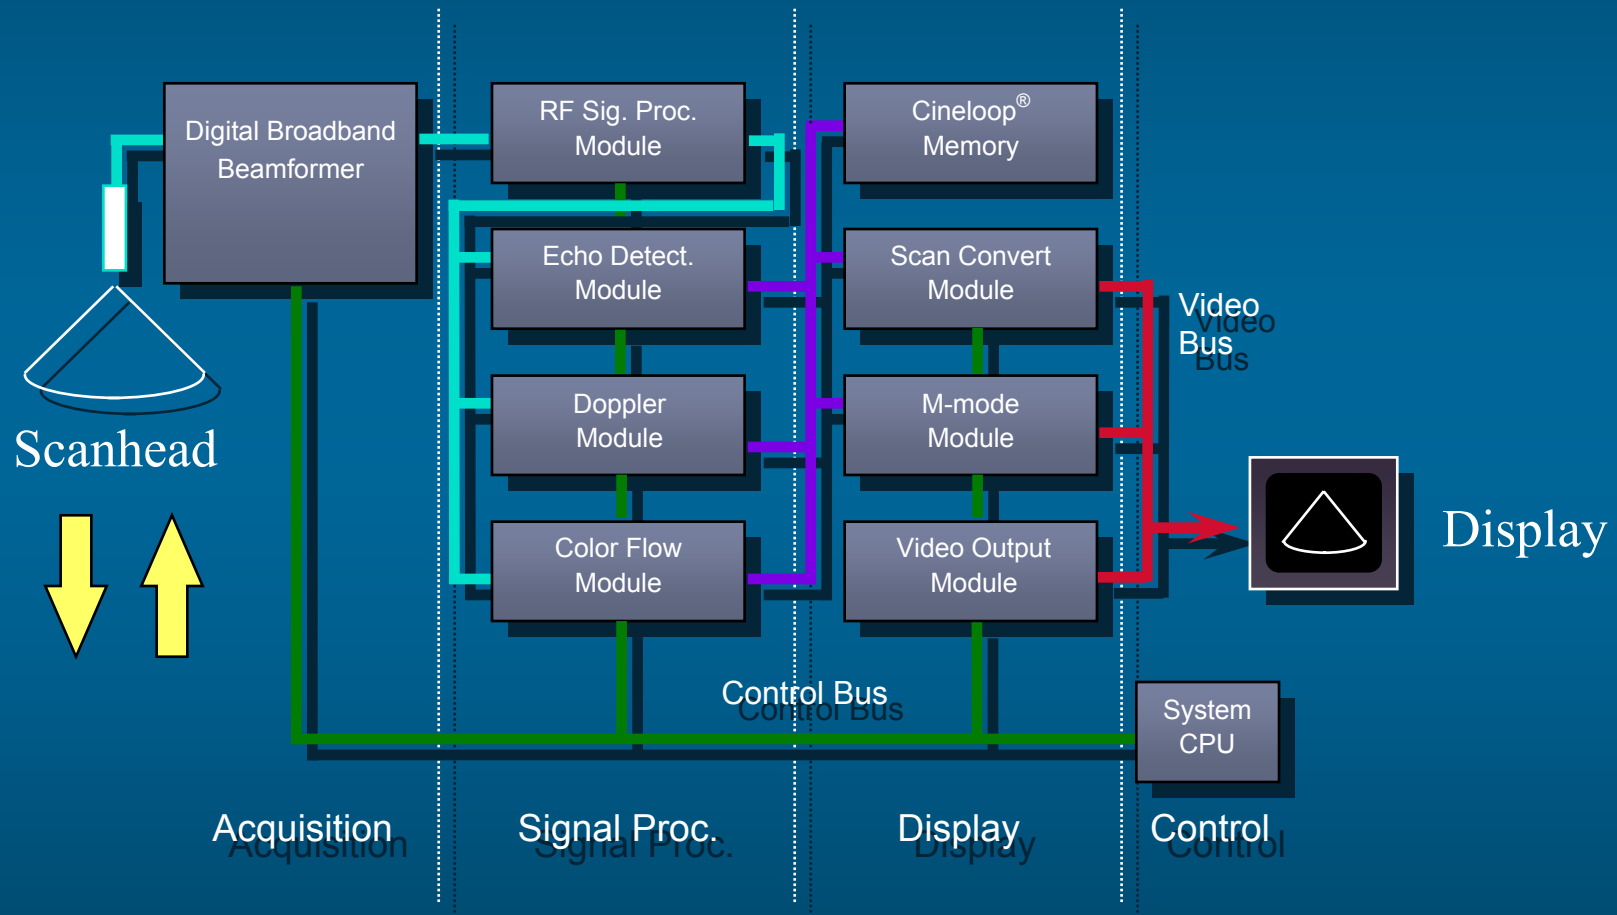 Digital Broadband
Beamformer
RF Sig. Proc.
Module
Cineloop®
Memory
Echo Detect.
Module
Scan Convert
Module
Video
Bus
Doppler
Module
M-mode
Module
Scanhead
Color Flow
Module
Video Output
Module
Display
Control Bus
System
CPU
Acquisition
Signal Proc.
Display
Control